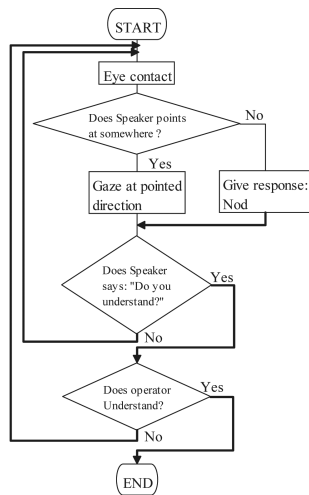 START
Eye contact
Does Speaker points
at somewhere ?
No
Yes
Gaze at pointed
direction
Give response:
Nod
Does Speaker
says: "Do you
understand?"
Yes
No
Does operator
Understand?
Yes
No
END